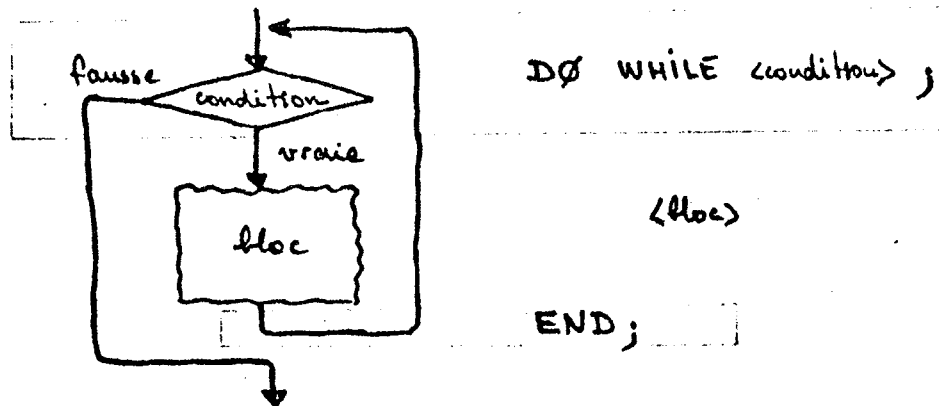 fausse
condition
DØ WHILE <condition> ;
vraie
bloc
<bloc>
END;